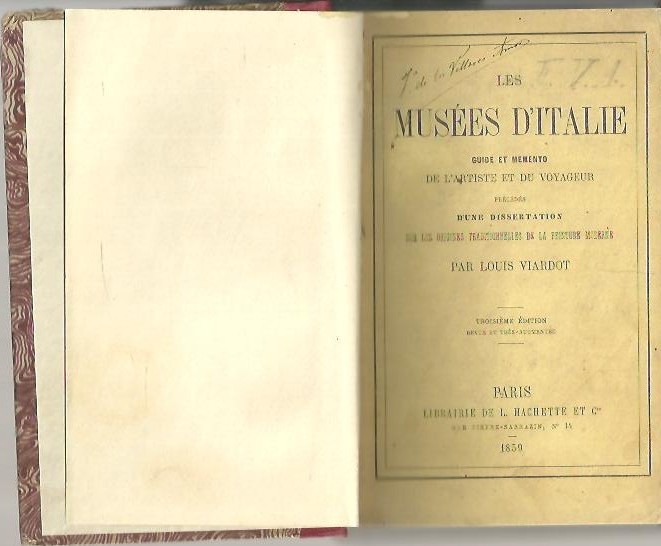 de la
LES
MUSÉES D'ITALIE
GUIDE ET MEMENTO
DE L'ARTISTE ET DU VOYAGEUR
PRÉCÉDÉS
D'UNE DISSERTATION
SUR LES ORIGINES TRADITIONNELLES DE LA PEINTURE MODERNE
PAR LOUIS VIARDOT
TROISIÈME ÉDITION
REVUE ET TRÈS-AUGMENTÉE
PARIS
LIBRAIRIE DE L. HACHETTE ET Cie
RUE PIERRE-SARRAZIN, N° 14
1859